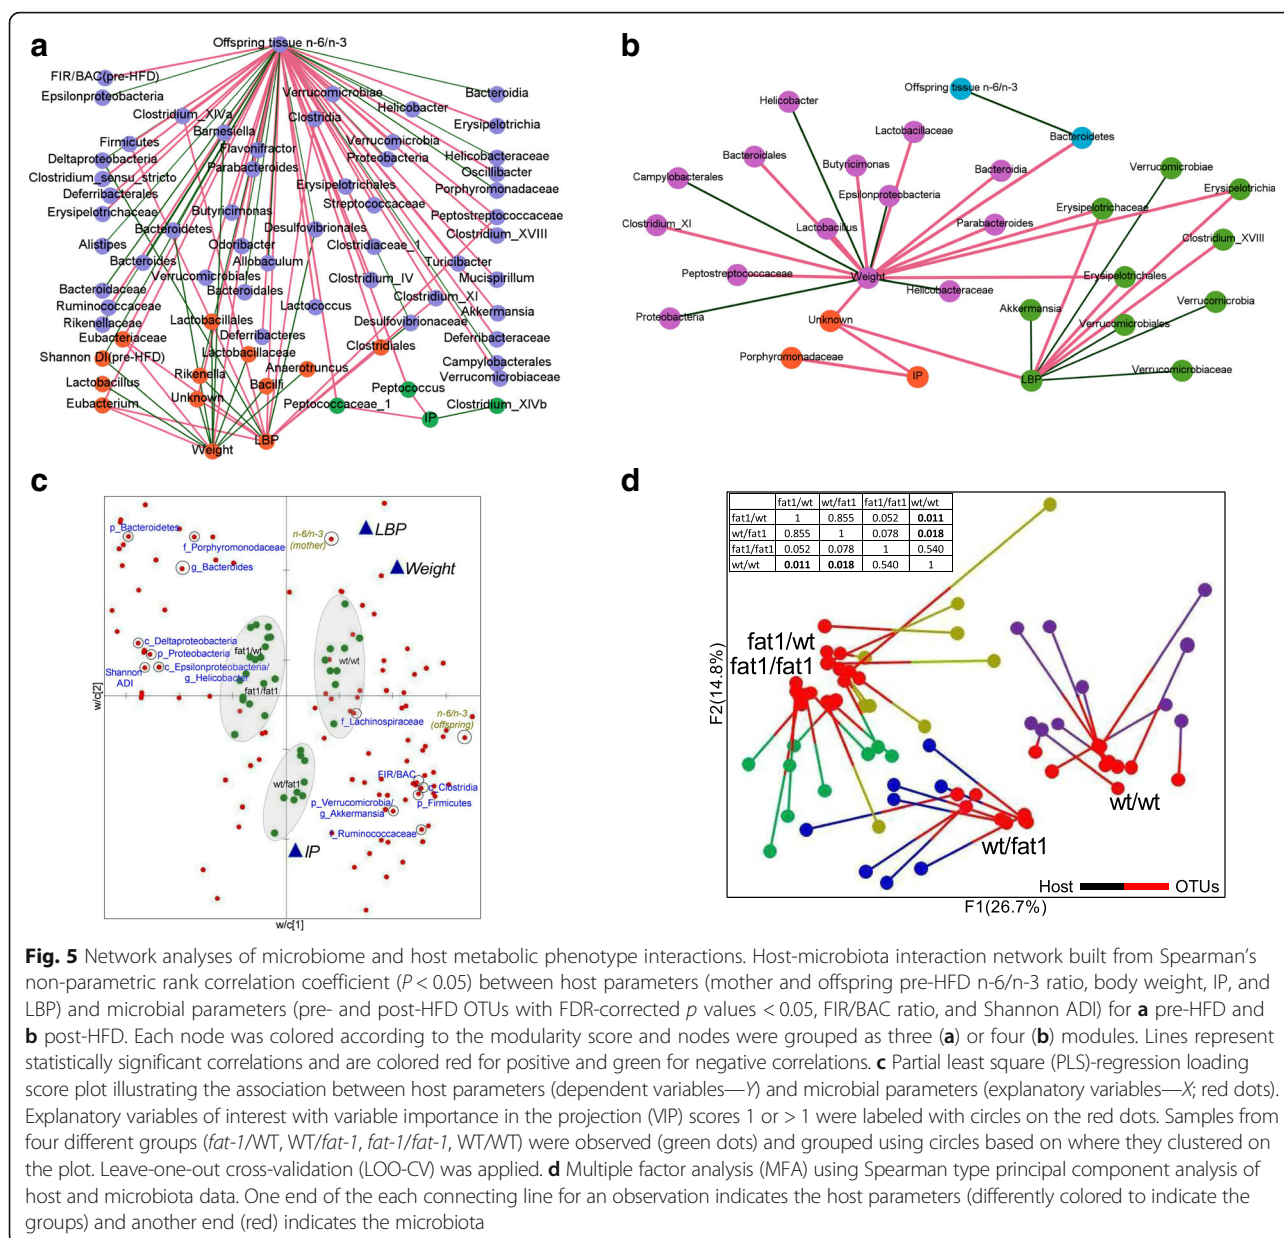 a
Offspring tissue n-6/n-3
FIR/BAC(pre-HFD)
Epsilonproteobacteria
Verrucomicrobiae
Bacteroidia
Clostridium_XIVa
Helicobacter
Clostridia
Erysipelotrichia
Barnesiella
Firmicutes
Flavonifractor
Verrucomicrobia
Deltaproteobacteria
Proteobacteria
Helicobacteraceae
Parabacteroides
Oscillibacter
Clostridium_sensu_stricto
Erysipelotrichales
Porphyromonadaceae
Deferribacterales
Streptococcaceae
Erysipelotrichaceae
Butyricimonas
Peptostreptococcaceae
Bacteroidetes
Desulfovibrionales
Clostridium_XVIII
Alistipes
Odoribacter
Clostridiaceae_1
Bacteroides
Allobaculum
Turicibacter
Verrucomicrobiales
Clostridium_IV
Mucispirillum
Bacteroidaceae
Bacteroidales
Clostridium_XI
Ruminococcaceae
Lactococcus
Akkermansia
Rikenellaceae
Lactobacillales
Desulfovibrionaceae
Eubacteriaceae
Deferribacteres
Deferribacteraceae
Shannon DI(pre-HFD)
Lactobacillaceae
Clostridiales
Campylobacterales
Rikenella
Anaerotruncus
Verrucomicrobiaceae
Lactobacillus
Bacilli
Peptococcus
Eubacterium
Unknown
Peptococcaceae_1
Clostridium_XIVb
IP
LBP
Weight
b
Offspring tissue n-6/n-3
Helicobacter
Lactobacillaceae
Bacteroidetes
Bacteroidales
Butyricimonas
Bacteroidia
Verrucomicrobiae
Campylobacterales
Epsilonproteobacteria
Erysipelotrichia
Erysipelotrichaceae
Clostridium_XI
Lactobacillus
Parabacteroides
Clostridium_XVIII
Peptostreptococcaceae
Weight
Erysipelotrichales
Helicobacteraceae
Akkermansia
Verrucomicrobia
Proteobacteria
Unknown
Verrucomicrobiales
Porphyromonadaceae
IP
LBP
Verrucomicrobiaceae
c
p_Bacteroidetes
n-6/n-3
(mother)
LBP
f_Porphyromonodaceae
g_Bacteroides
Weight
c_Deltaproteobacteria
p_Proteobacteria
fat1/wt
wt/wt
Shannon
ADI
c_Epsilonproteobacteria/
g_Helicobacter
fat1/fat1
w/c[2]
f_Lachinospiraceae
n-6/n-3
(offspring)
FIR/BAC
c_Clostridia
wt/fat1
p_Verrucomicrobia/
g_Akkermansia
p_Firmicutes
f_Ruminococcaceae
IP
w/c[1]
d
fat1/wt wt/fat1 fat1/fat1 wt/wt
fat1/wt 1 0.855 0.052 0.011
wt/fat1 0.855 1 0.078 0.018
fat1/fat1 0.052 0.078 1 0.540
wt/wt 0.011 0.018 0.540 1
fat1/wt
fat1/fat1
F2(14.8%)
wt/wt
wt/fat1
Host OTUs
F1(26.7%)
Fig. 5 Network analyses of microbiome and host metabolic phenotype interactions. Host-microbiota interaction network built from Spearman's
non-parametric rank correlation coefficient (P < 0.05) between host parameters (mother and offspring pre-HFD n-6/n-3 ratio, body weight, IP, and
LBP) and microbial parameters (pre- and post-HFD OTUs with FDR-corrected p values < 0.05, FIR/BAC ratio, and Shannon ADI) for a pre-HFD and
b post-HFD. Each node was colored according to the modularity score and nodes were grouped as three (a) or four (b) modules. Lines represent
statistically significant correlations and are colored red for positive and green for negative correlations. c Partial least square (PLS)-regression loading
score plot illustrating the association between host parameters (dependent variables—Y) and microbial parameters (explanatory variables—X; red dots).
Explanatory variables of interest with variable importance in the projection (VIP) scores 1 or > 1 were labeled with circles on the red dots. Samples from
four different groups (fat-1/WT, WT/fat-1, fat-1/fat-1, WT/WT) were observed (green dots) and grouped using circles based on where they clustered on
the plot. Leave-one-out cross-validation (LOO-CV) was applied. d Multiple factor analysis (MFA) using Spearman type principal component analysis of
host and microbiota data. One end of the each connecting line for an observation indicates the host parameters (differently colored to indicate the
groups) and another end (red) indicates the microbiota